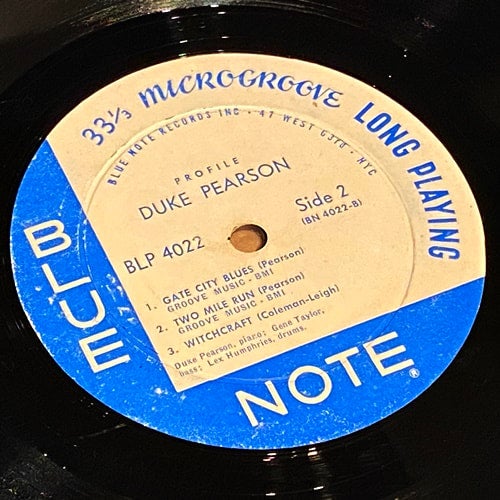 33⅓ MICROGROOVE LONG PLAYING
BLUE NOTE RECORDS INC • 47 WEST 63rd • NYC
PROFILE
DUKE PEARSON
BLP 4022
Side 2
(BN 4022-B)
1. GATE CITY BLUES (Pearson)
GROOVE MUSIC - BMI
2. TWO MILE RUN (Pearson)
GROOVE MUSIC - BMI
3. WITCHCRAFT (Coleman-Leigh)
Duke Pearson, piano; Gene Taylor,
bass; Lex Humphries, drums.
BLUE
NOTE®